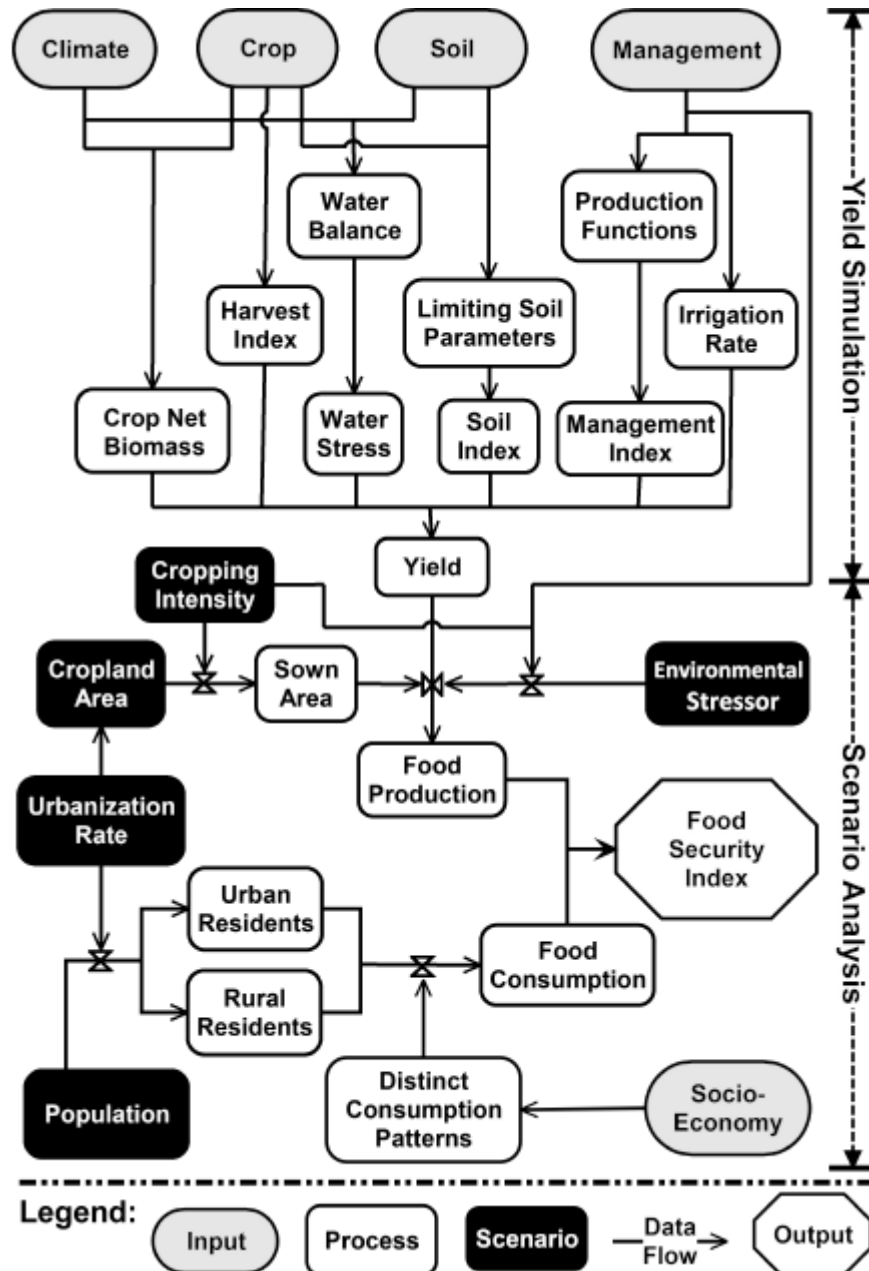 Climate
Crop
Soil
Management
Water
Balance
Production
Functions
Harvest
Index
Limiting Soil
Parameters
Irrigation
Rate
Crop Net
Biomass
Water
Stress
Soil
Index
Management
Index
Yield Simulation
Yield
Cropping
Intensity
Cropland
Area
Sown
Area
Environmental
Stressor
Food
Production
Urbanization
Rate
Food
Security
Index
Scenario Analysis
Urban
Residents
Food
Consumption
Rural
Residents
Population
Distinct
Consumption
Patterns
Socio-
Economy
Legend:
Input
Process
Scenario
Data
Flow
Output